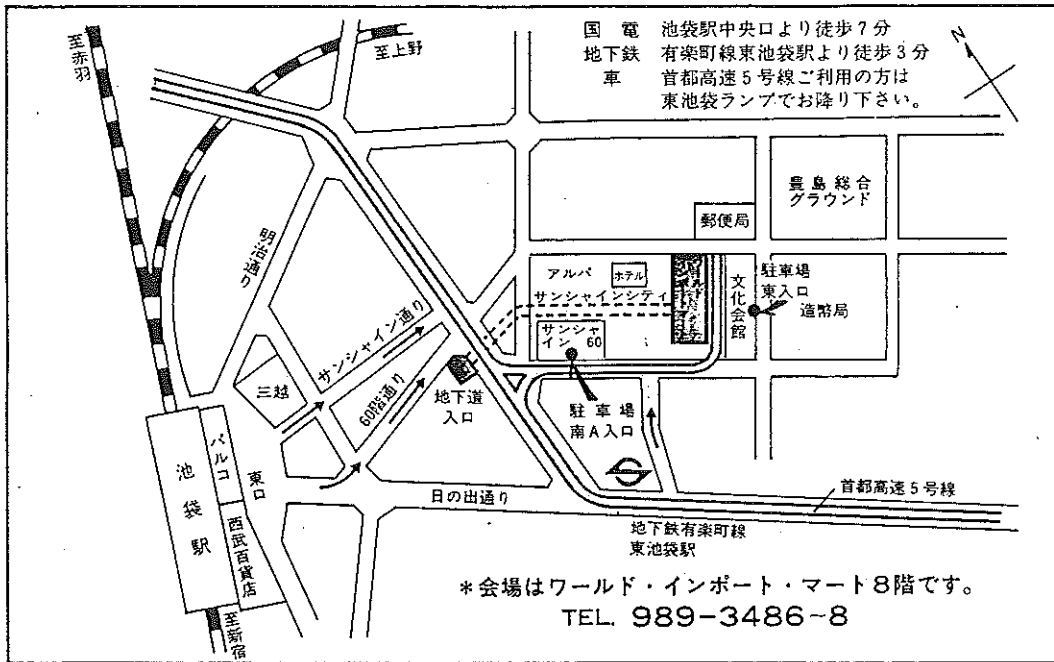 国電 池袋駅中央口より徒歩7分
地下鉄 有楽町線東池袋駅より徒歩3分
車 首都高速5号線ご利用の方は
東池袋ランプでお降り下さい。
N
至赤羽
至上野
豊島総合
グラウンド
郵便局
明治通り
アルパ
ホテル
サンシャインシティ
文化会館
駐車場
東入口
造幣局
サンシャ
イン 60
サンシャイン通り
60階通り
三越
地下道
入口
駐車場
南A入口
パルコ
池袋駅
東口
西武百貨店
日の出通り
首都高速5号線
地下鉄有楽町線
東池袋駅
至新宿
*会場はワールド・インポート・マート8階です。
TEL. 989-3486~8